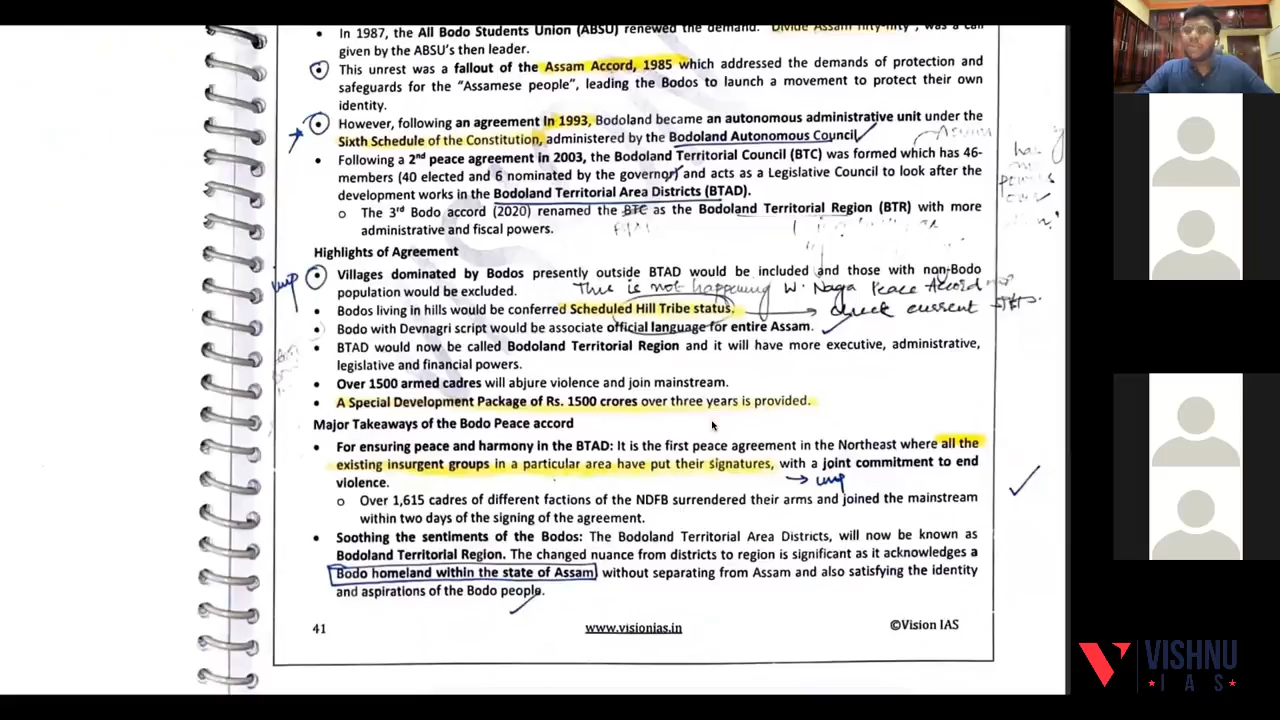 In 1987, the All Bodo Students Union (ABSU) renewed the demand. "Divide Assam fifty-fifty", was a call
given by the ABSU's then leader.
This unrest was a fallout of the Assam Accord, 1985 which addressed the demands of protection and
safeguards for the "Assamese people", leading the Bodos to launch a movement to protect their own
identity.
However, following an agreement In 1993, Bodoland became an autonomous administrative unit under the
Sixth Schedule of the Constitution, administered by the Bodoland Autonomous Council
Following a 2nd peace agreement in 2003, the Bodoland Territorial Council (BTC) was formed which has 46-
members (40 elected and 6 nominated by the governor) and acts as a Legislative Council to look after the
development works in the Bodoland Territorial Area Districts (BTAD).
o The 3rd Bodo accord (2020) renamed the BTC as the Bodoland Territorial Region (BTR) with more
administrative and fiscal powers.
Highlights of Agreement
imp
Villages dominated by Bodos presently outside BTAD would be included and those with non-Bodo
population would be excluded.
This is not happening w. Naga Peace Accord
Bodos living in hills would be conferred Scheduled Hill Tribe status.
check current
Bodo with Devnagri script would be associate official language for entire Assam.
BTAD would now be called Bodoland Territorial Region and it will have more executive, administrative,
legislative and financial powers.
Over 1500 armed cadres will abjure violence and join mainstream.
A Special Development Package of Rs. 1500 crores over three years is provided.
Major Takeaways of the Bodo Peace accord
For ensuring peace and harmony in the BTAD: It is the first peace agreement in the Northeast where all the
existing insurgent groups in a particular area have put their signatures, with a joint commitment to end
violence.
imp
o Over 1,615 cadres of different factions of the NDFB surrendered their arms and joined the mainstream
within two days of the signing of the agreement.
Soothing the sentiments of the Bodos: The Bodoland Territorial Area Districts, will now be known as
Bodoland Territorial Region. The changed nuance from districts to region is significant as it acknowledges a
Bodo homeland within the state of Assam without separating from Assam and also satisfying the identity
and aspirations of the Bodo people.
41
www.visionias.in
©Vision IAS
VISHNU
IAS